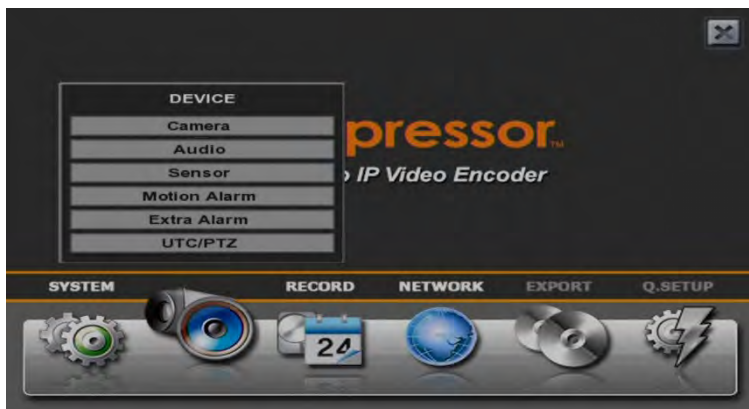 DEVICE
Camera
Audio
Sensor
Motion Alarm
Extra Alarm
UTC/PTZ
pressor™
IP Video Encoder
SYSTEM RECORD NETWORK EXPORT Q.SETUP
24